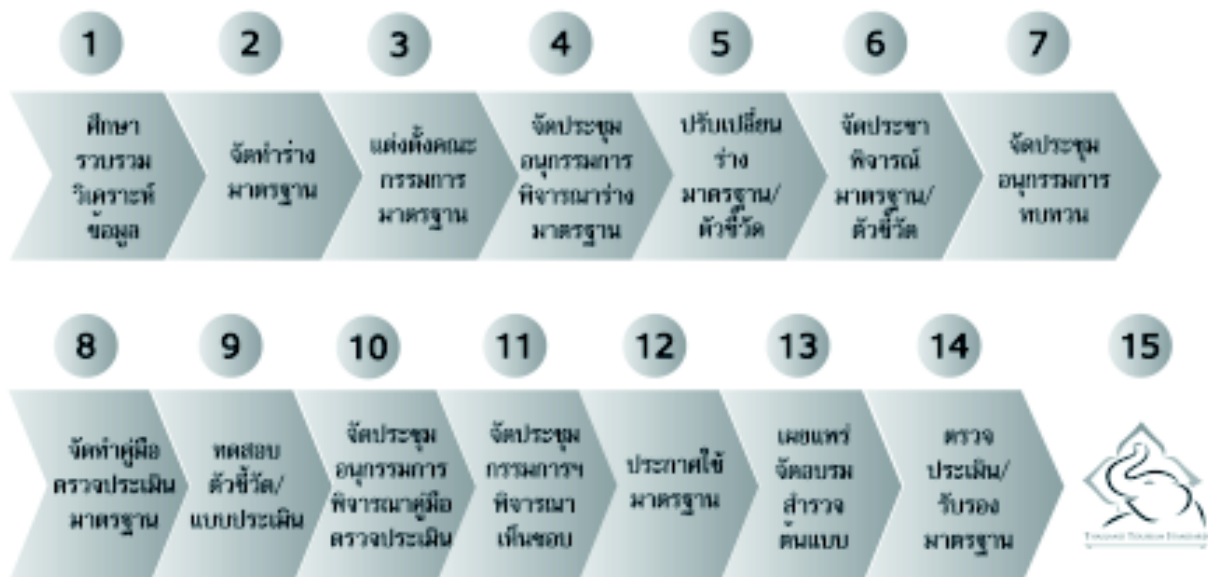 1
ศึกษา
รวบรวม
วิเคราะห์
ข้อมูล
2
จัดทำร่าง
มาตรฐาน
3
แต่งตั้งคณะ
กรรมการ
มาตรฐาน
4
จัดประชุม
อนุกรรมการ
พิจารณาร่าง
มาตรฐาน
5
ปรับเปลี่ยน
ร่าง
มาตรฐาน/
ตัวชี้วัด
6
จัดประชา
พิจารณ์
มาตรฐาน/
ตัวชี้วัด
7
จัดประชุม
อนุกรรมการ
ทบทวน
8
จัดทำคู่มือ
ตรวจประเมิน
มาตรฐาน
9
ทดสอบ
ตัวชี้วัด/
แบบประเมิน
10
จัดประชุม
อนุกรรมการ
พิจารณาคู่มือ
ตรวจประเมิน
11
จัดประชุม
กรรมการฯ
พิจารณา
เห็นชอบ
12
ประกาศใช้
มาตรฐาน
13
เผยแพร่
จัดอบรม
สำรวจ
ต้นแบบ
14
ตรวจ
ประเมิน/
รับรอง
มาตรฐาน
15
THAILAND TOURISM STANDARD